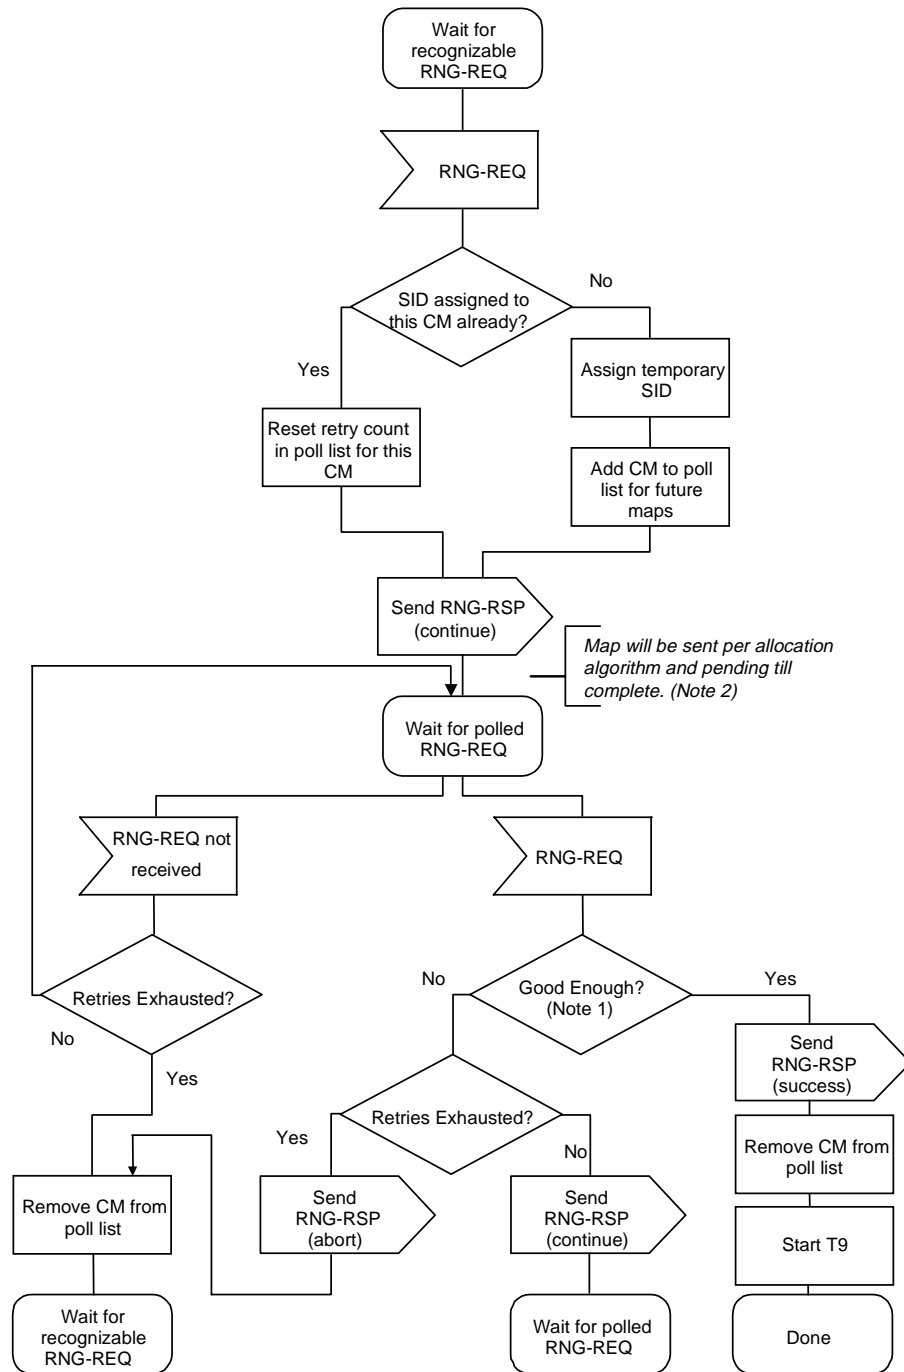 Wait for
recognizable
RNG-REQ
RNG-REQ
SID assigned to
this CM already?
No
Yes
Assign temporary
SID
Reset retry count
in poll list for this
CM
Add CM to poll
list for future
maps
Send RNG-RSP
(continue)
Map will be sent per allocation
algorithm and pending till
complete. (Note 2)
Wait for polled
RNG-REQ
RNG-REQ not
received
RNG-REQ
Retries Exhausted?
No
Yes
Good Enough?
(Note 1)
No
Yes
Send
RNG-RSP
(success)
Retries Exhausted?
Yes
No
Remove CM from
poll list
Remove CM from
poll list
Send
RNG-RSP
(abort)
Send
RNG-RSP
(continue)
Start T9
Wait for
recognizable
RNG-REQ
Wait for polled
RNG-REQ
Done